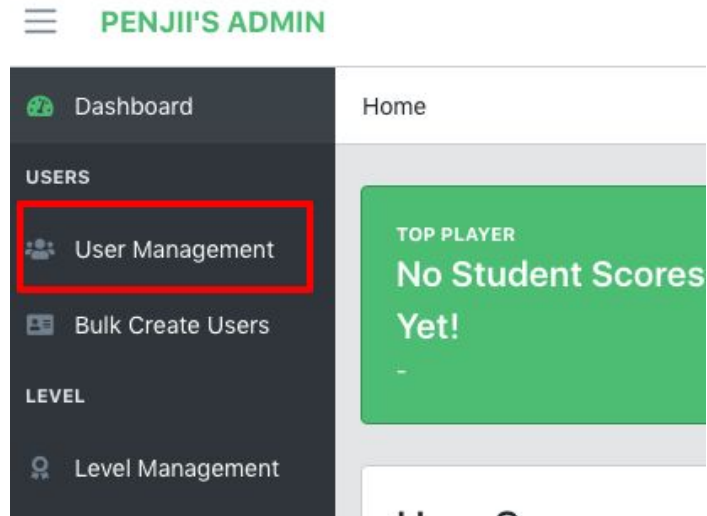 PENJII'S ADMIN
Dashboard
Home
USERS
User Management
Bulk Create Users
LEVEL
Level Management
TOP PLAYER
No Student Scores
Yet!
-